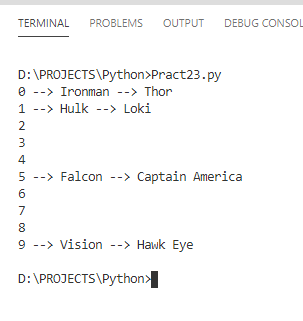 TERMINAL PROBLEMS OUTPUT DEBUG CONSOL
D:\PROJECTS\Python>Pract23.py
0 --> Ironman --> Thor
1 --> Hulk --> Loki
2
3
4
5 --> Falcon --> Captain America
6
7
8
9 --> Vision --> Hawk Eye
D:\PROJECTS\Python>